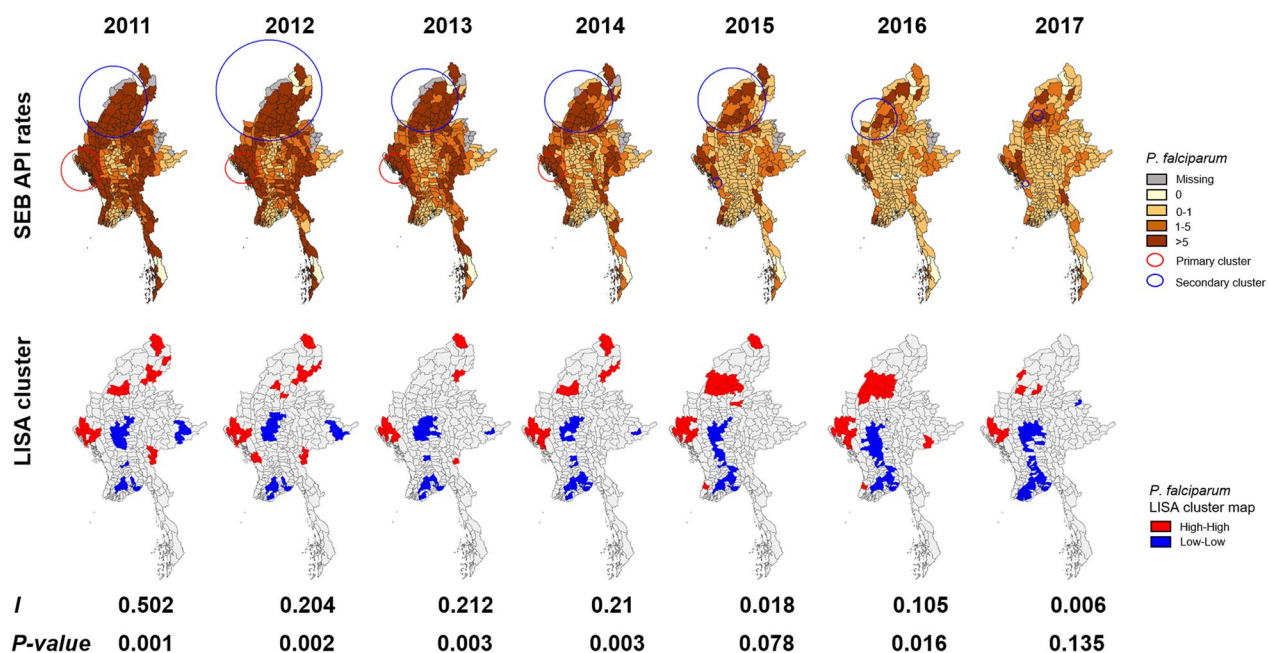 2011 2012 2013 2014 2015 2016 2017
SEB API rates
P. falciparum
Missing
0
0-1
1-5
>5
Primary cluster
Secondary cluster
LISA cluster
P. falciparum
LISA cluster map
High-High
Low-Low
I 0.502 0.204 0.212 0.21 0.018 0.105 0.006
P-value 0.001 0.002 0.003 0.003 0.078 0.016 0.135